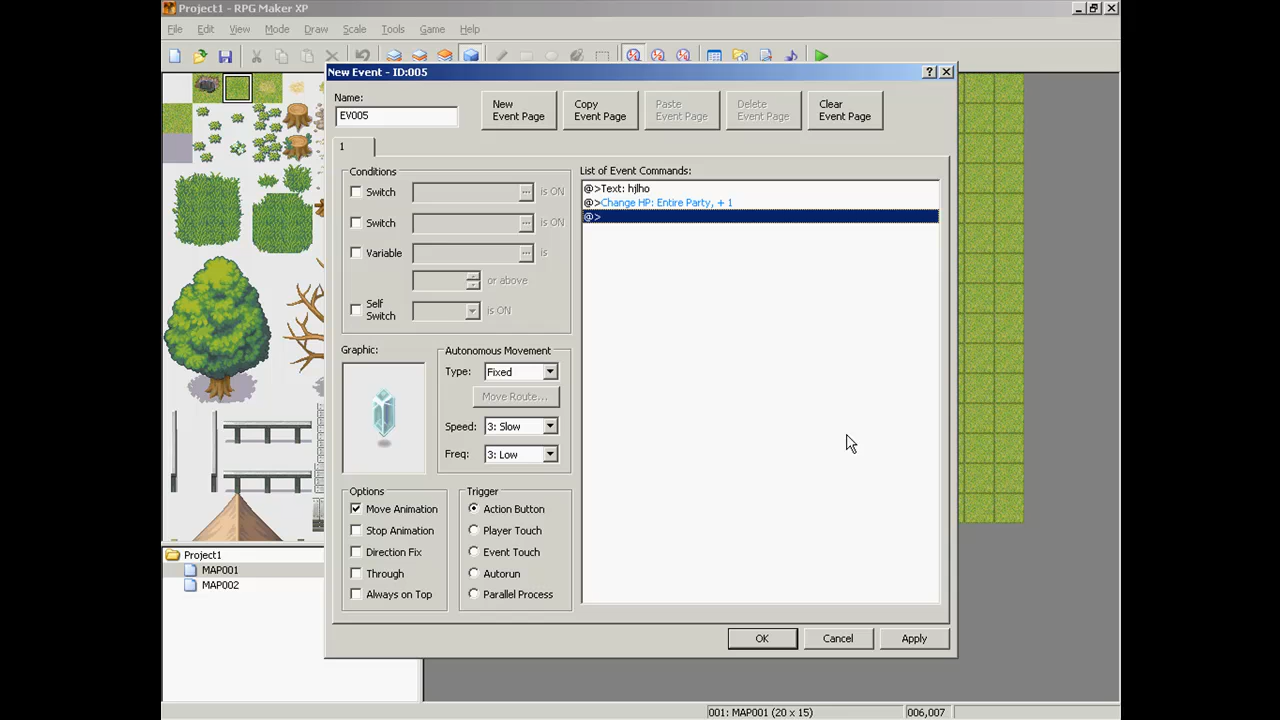 Project1 - RPG Maker XP
File Edit View Mode Draw Scale Tools Game Help
New Event - ID:005
Name:
EV005
New
Event Page
Copy
Event Page
Paste
Event Page
Delete
Event Page
Clear
Event Page
1
Conditions
Switch ... is ON
Switch ... is ON
Variable ... is
or above
Self
Switch
is ON
Graphic:
Autonomous Movement
Type: Fixed
Move Route...
Speed: 3: Slow
Freq: 3: Low
Options
Move Animation
Stop Animation
Direction Fix
Through
Always on Top
Trigger
Action Button
Player Touch
Event Touch
Autorun
Parallel Process
List of Event Commands:
@>Text: hjlho
@>Change HP: Entire Party, + 1
@>
OK Cancel Apply
Project1
MAP001
MAP002
001: MAP001 (20 x 15) 006,007